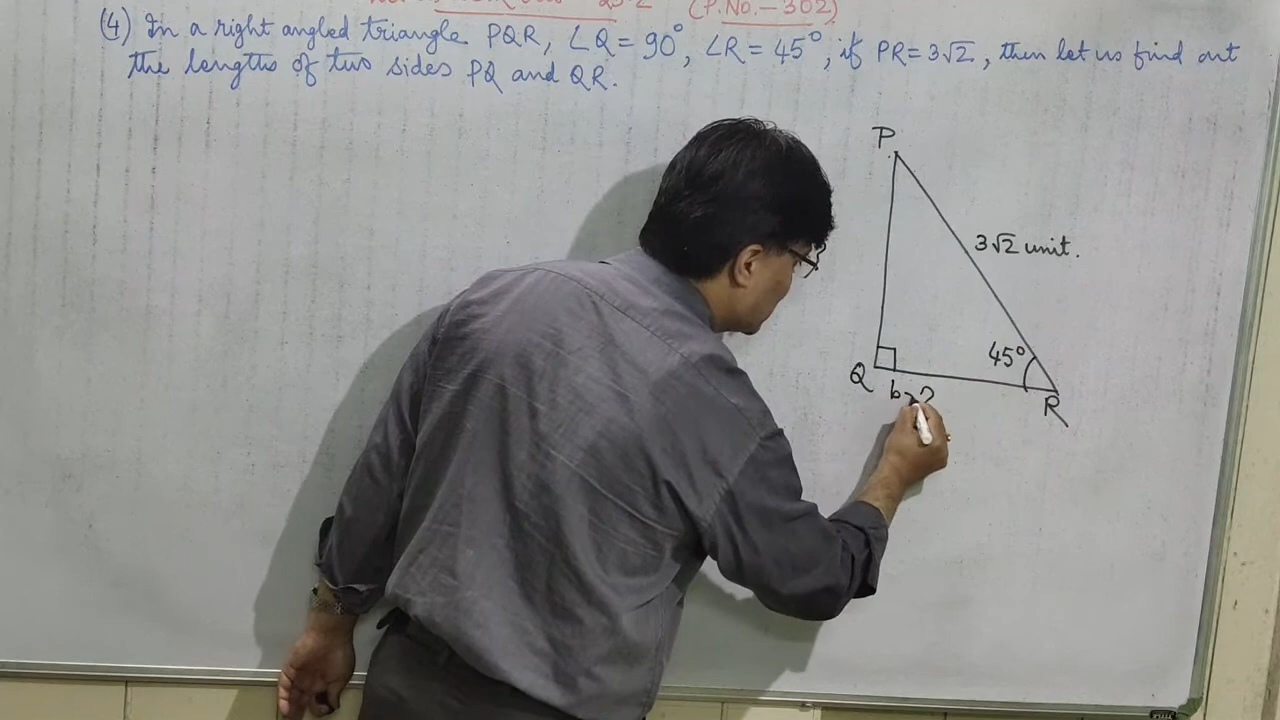 (P.No.-302)
(4) In a right angled triangle PQR, ∠Q = 90°, ∠R = 45°, if PR = 3√2, then let us find out
the lengths of two sides PQ and QR.
P
3√2 unit.
45°
Q
R
b